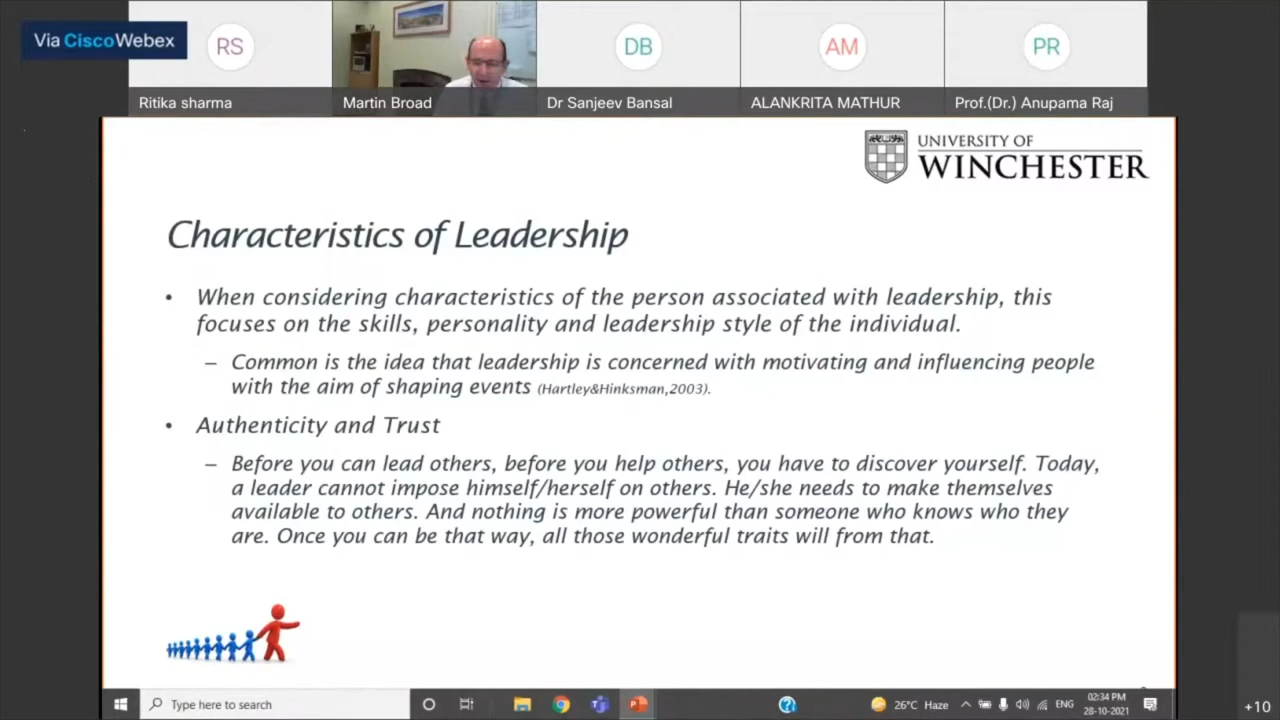 Via Cisco Webex
RS
DB
AM
PR
Ritika sharma
Martin Broad
Dr Sanjeev Bansal
ALANKRITA MATHUR
Prof.(Dr.) Anupama Raj
UNIVERSITY OF
WINCHESTER
Characteristics of Leadership
• When considering characteristics of the person associated with leadership, this
focuses on the skills, personality and leadership style of the individual.
– Common is the idea that leadership is concerned with motivating and influencing people
with the aim of shaping events (Hartley&Hinksman,2003).
• Authenticity and Trust
– Before you can lead others, before you help others, you have to discover yourself. Today,
a leader cannot impose himself/herself on others. He/she needs to make themselves
available to others. And nothing is more powerful than someone who knows who they
are. Once you can be that way, all those wonderful traits will from that.
Type here to search
26°C Haze
ENG
02:34 PM
28-10-2021
+10